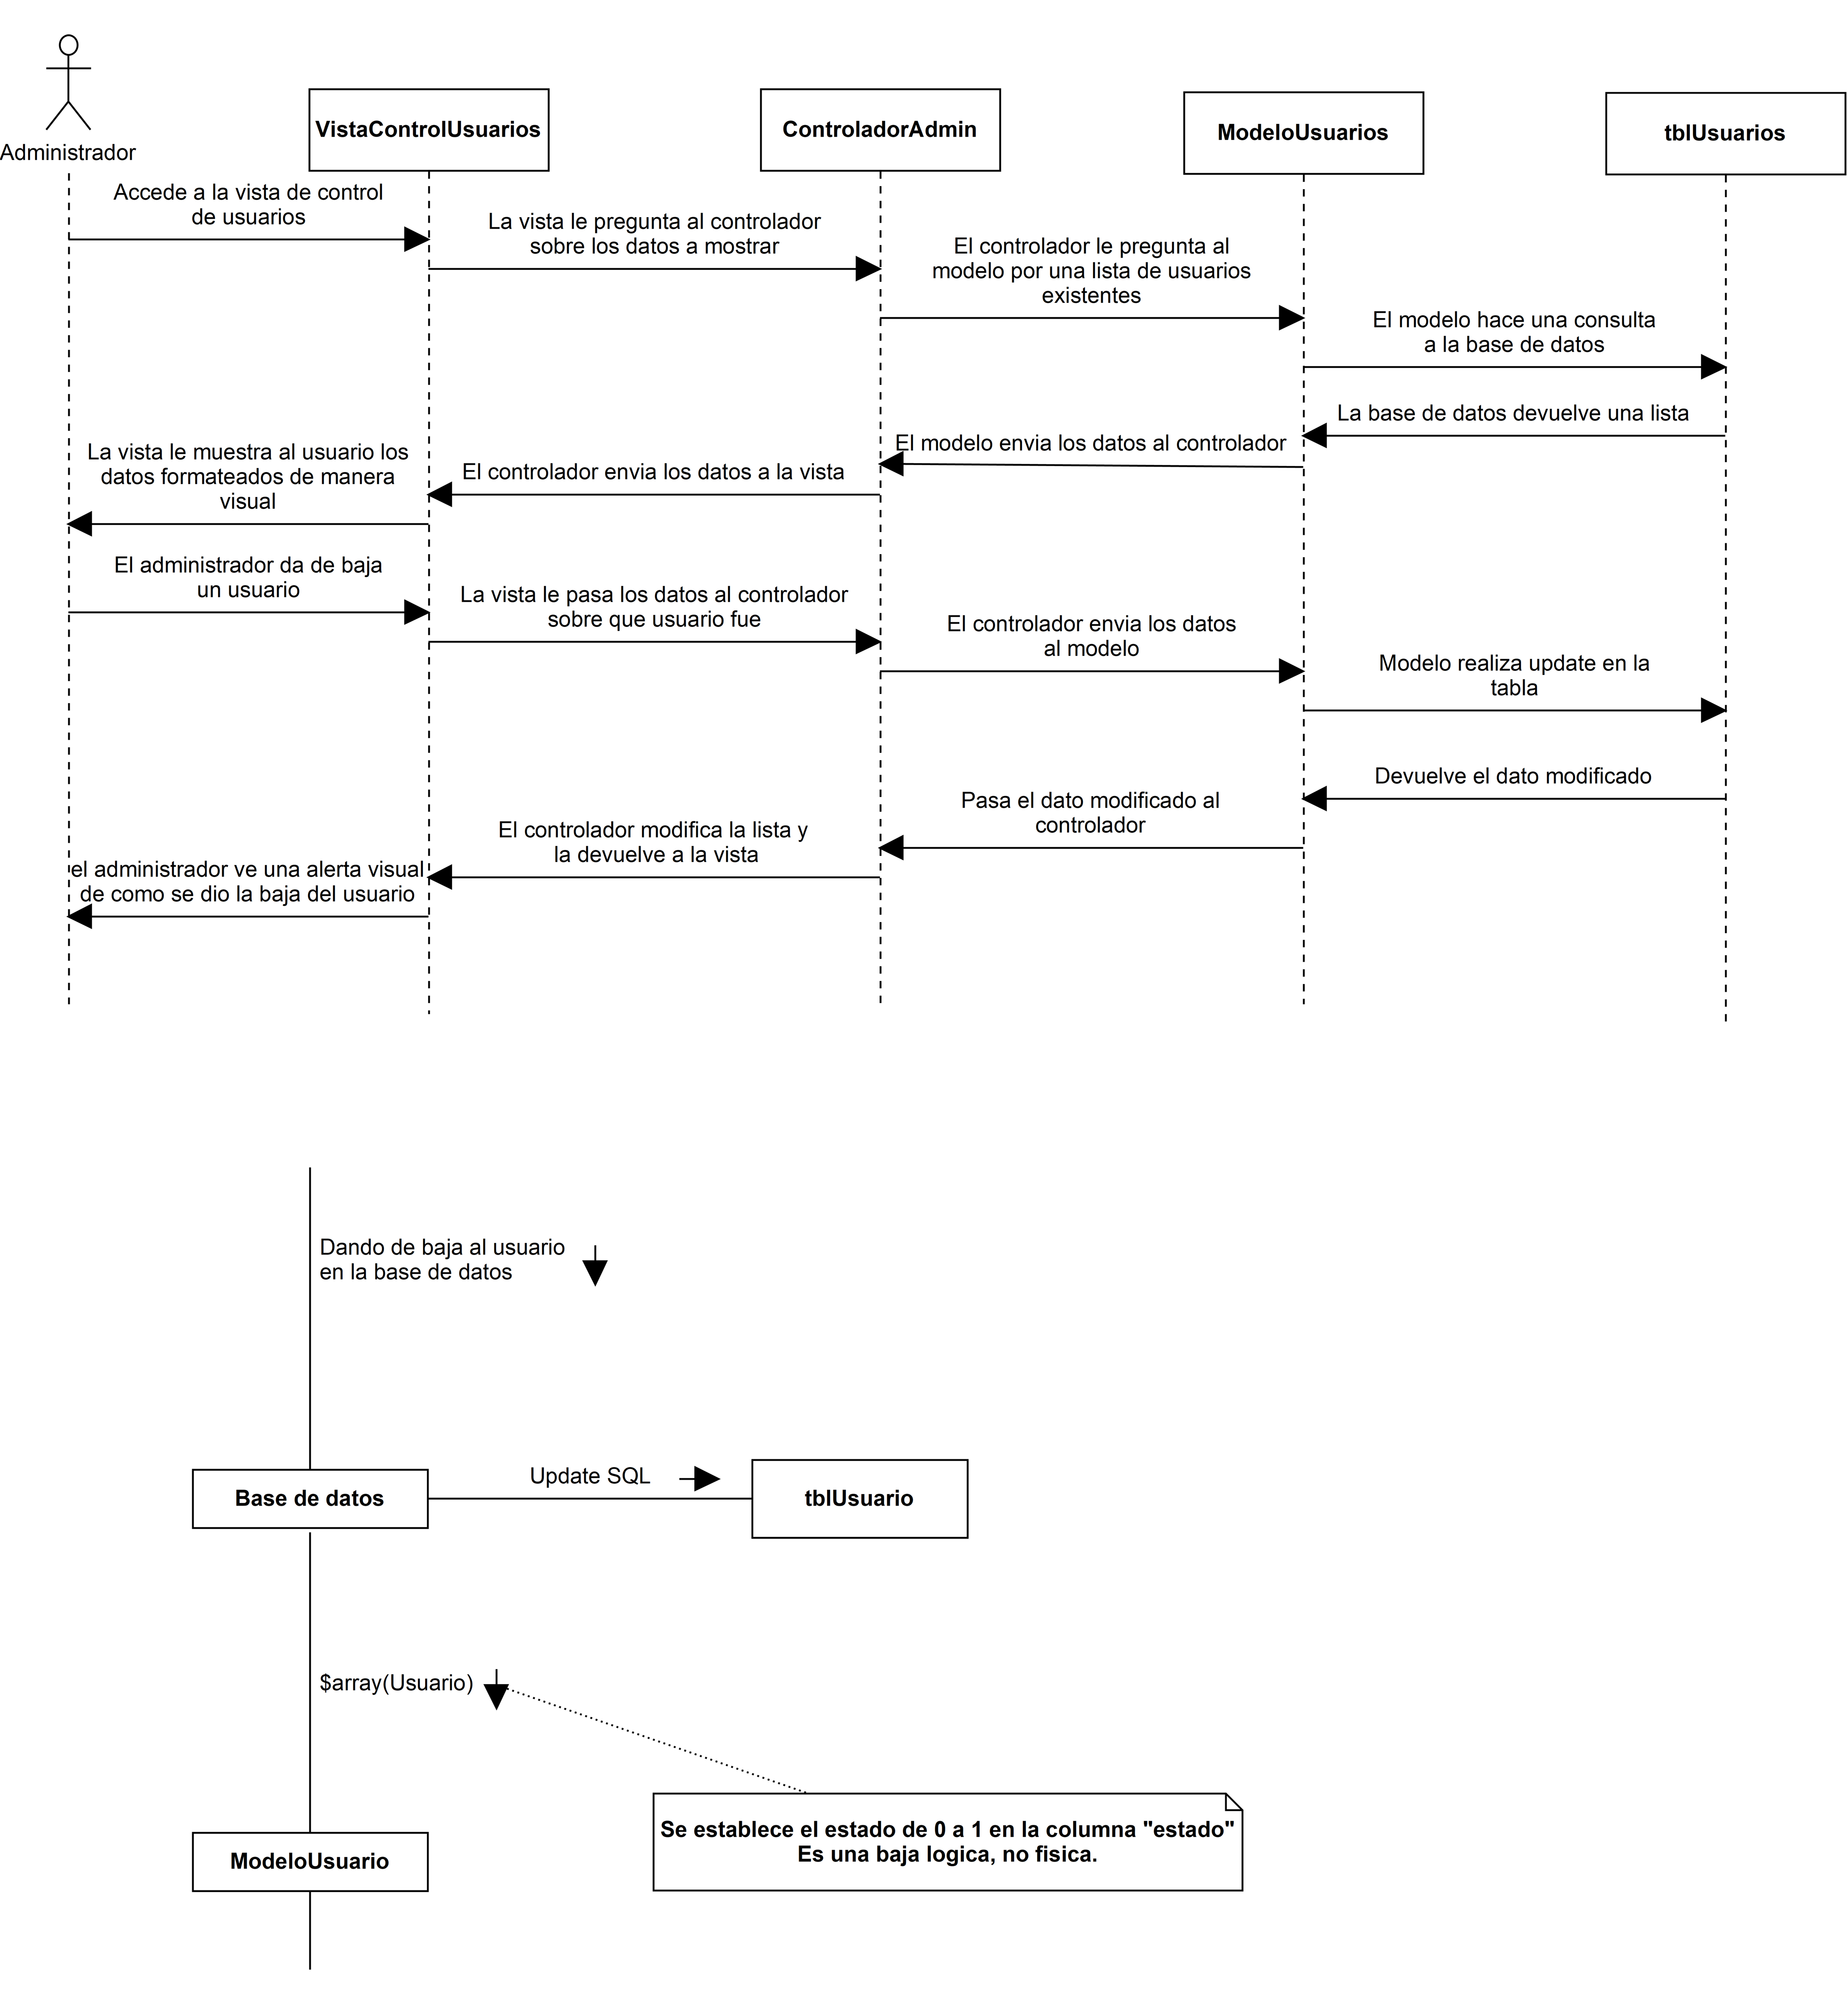 Administrador
VistaControlUsuarios
ControladorAdmin
ModeloUsuarios
tblUsuarios
Accede a la vista de control
de usuarios
La vista le pregunta al controlador
sobre los datos a mostrar
El controlador le pregunta al
modelo por una lista de usuarios
existentes
El modelo hace una consulta
a la base de datos
La base de datos devuelve una lista
El modelo envia los datos al controlador
El controlador envia los datos a la vista
La vista le muestra al usuario los
datos formateados de manera
visual
El administrador da de baja
un usuario
La vista le pasa los datos al controlador
sobre que usuario fue
El controlador envia los datos
al modelo
Modelo realiza update en la
tabla
Devuelve el dato modificado
Pasa el dato modificado al
controlador
El controlador modifica la lista y
la devuelve a la vista
el administrador ve una alerta visual
de como se dio la baja del usuario
Dando de baja al usuario
en la base de datos
Base de datos
Update SQL
tblUsuario
$array(Usuario)
Se establece el estado de 0 a 1 en la columna "estado"
Es una baja logica, no fisica.
ModeloUsuario